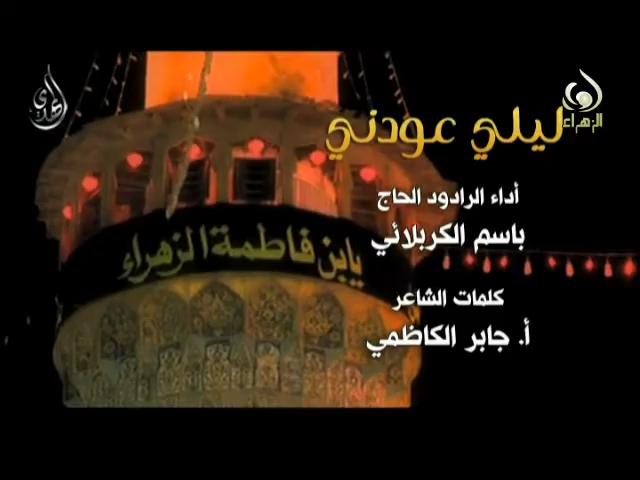 ليلي عودني
الزهراء
أداء الرادود الحاج
باسم الكربلائي
يابن فاطمة الزهراء
كلمات الشاعر
أ. جابر الكاظمي